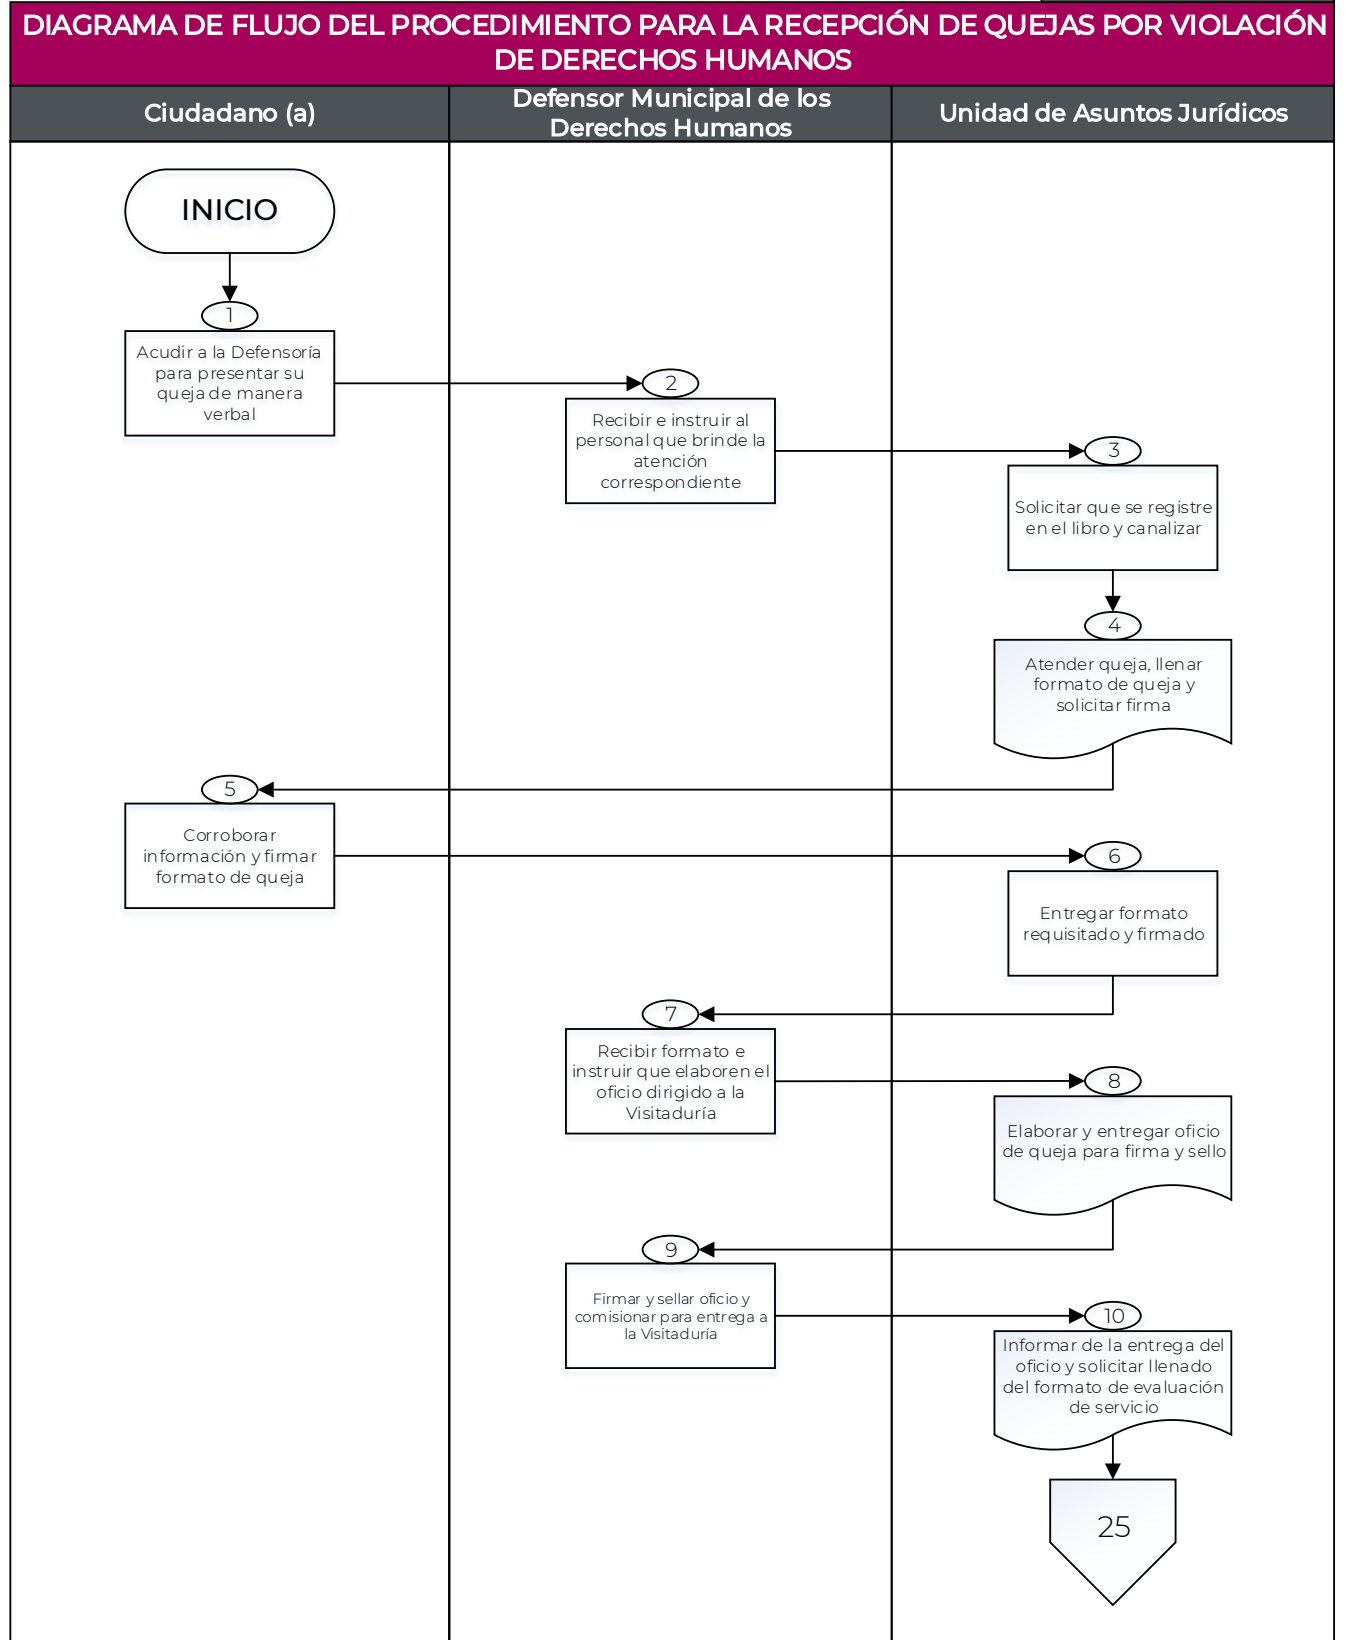 DIAGRAMA DE FLUJO DEL PROCEDIMIENTO PARA LA RECEPCIÓN DE QUEJAS POR VIOLACIÓN
DE DERECHOS HUMANOS
Ciudadano (a)
Defensor Municipal de los
Derechos Humanos
Unidad de Asuntos Jurídicos
INICIO
1
Acudir a la Defensoría
para presentar su
queja de manera
verbal
2
Recibir e instruir al
personal que brinde la
atención
correspondiente
3
Solicitar que se registre
en el libro y canalizar
4
Atender queja, llenar
formato de queja y
solicitar firma
5
Corroborar
información y firmar
formato de queja
6
Entregar formato
requisitado y firmado
7
Recibir formato e
instruir que elaboren el
oficio dirigido a la
Visitaduría
8
Elaborar y entregar oficio
de queja para firma y sello
9
Firmar y sellar oficio y
comisionar para entrega a
la Visitaduría
10
Informar de la entrega del
oficio y solicitar llenado
del formato de evaluación
de servicio
25